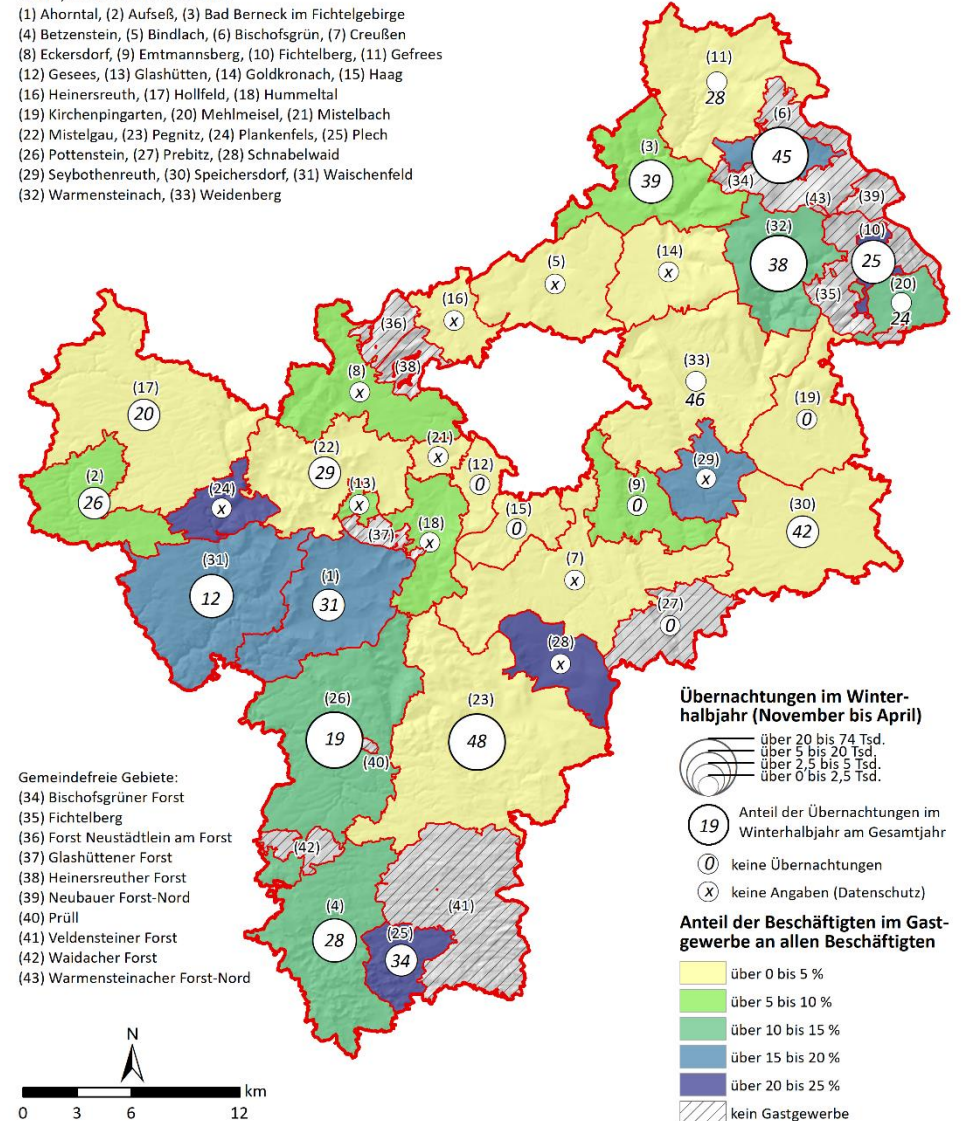 (1) Ahorntal, (2) Aufseß, (3) Bad Berneck im Fichtelgebirge
(4) Betzenstein, (5) Bindlach, (6) Bischofsgrün, (7) Creußen
(8) Eckersdorf, (9) Emtmannsberg, (10) Fichtelberg, (11) Gefrees
(12) Gesees, (13) Glashütten, (14) Goldkronach, (15) Haag
(16) Heinersreuth, (17) Hollfeld, (18) Hummeltal
(19) Kirchenpingarten, (20) Mehlmeisel, (21) Mistelbach
(22) Mistelgau, (23) Pegnitz, (24) Plankenfels, (25) Plech
(26) Pottenstein, (27) Prebitz, (28) Schnabelwaid
(29) Seybothenreuth, (30) Speichersdorf, (31) Waischenfeld
(32) Warmensteinach, (33) Weidenberg
(11)
28
(6)
45
(3)
39
(34)
(43)
(39)
(32)
38
(10)
25
(14)
x
(5)
x
(35)
(20)
24
(16)
x
(36)
(38)
(8)
x
(33)
46
(19)
0
(17)
20
(21)
x
(22)
29
(12)
0
(29)
x
(2)
26
(24)
x
(13)
x
(9)
0
(30)
42
(15)
0
(18)
x
(37)
(7)
x
(31)
12
(1)
31
(27)
0
(28)
x
(26)
19
(40)
(23)
48
(42)
(41)
(4)
28
(25)
34
Gemeindefreie Gebiete:
(34) Bischofsgrüner Forst
(35) Fichtelberg
(36) Forst Neustädtlein am Forst
(37) Glashüttener Forst
(38) Heinersreuther Forst
(39) Neubauer Forst-Nord
(40) Prüll
(41) Veldensteiner Forst
(42) Waidacher Forst
(43) Warmensteinacher Forst-Nord
N
km
0 3 6 12
Übernachtungen im Winter-
halbjahr (November bis April)
über 20 bis 74 Tsd.
über 5 bis 20 Tsd.
über 2,5 bis 5 Tsd.
über 0 bis 2,5 Tsd.
19 Anteil der Übernachtungen im
Winterhalbjahr am Gesamtjahr
0 keine Übernachtungen
x keine Angaben (Datenschutz)
Anteil der Beschäftigten im Gast-
gewerbe an allen Beschäftigten
über 0 bis 5 %
über 5 bis 10 %
über 10 bis 15 %
über 15 bis 20 %
über 20 bis 25 %
kein Gastgewerbe